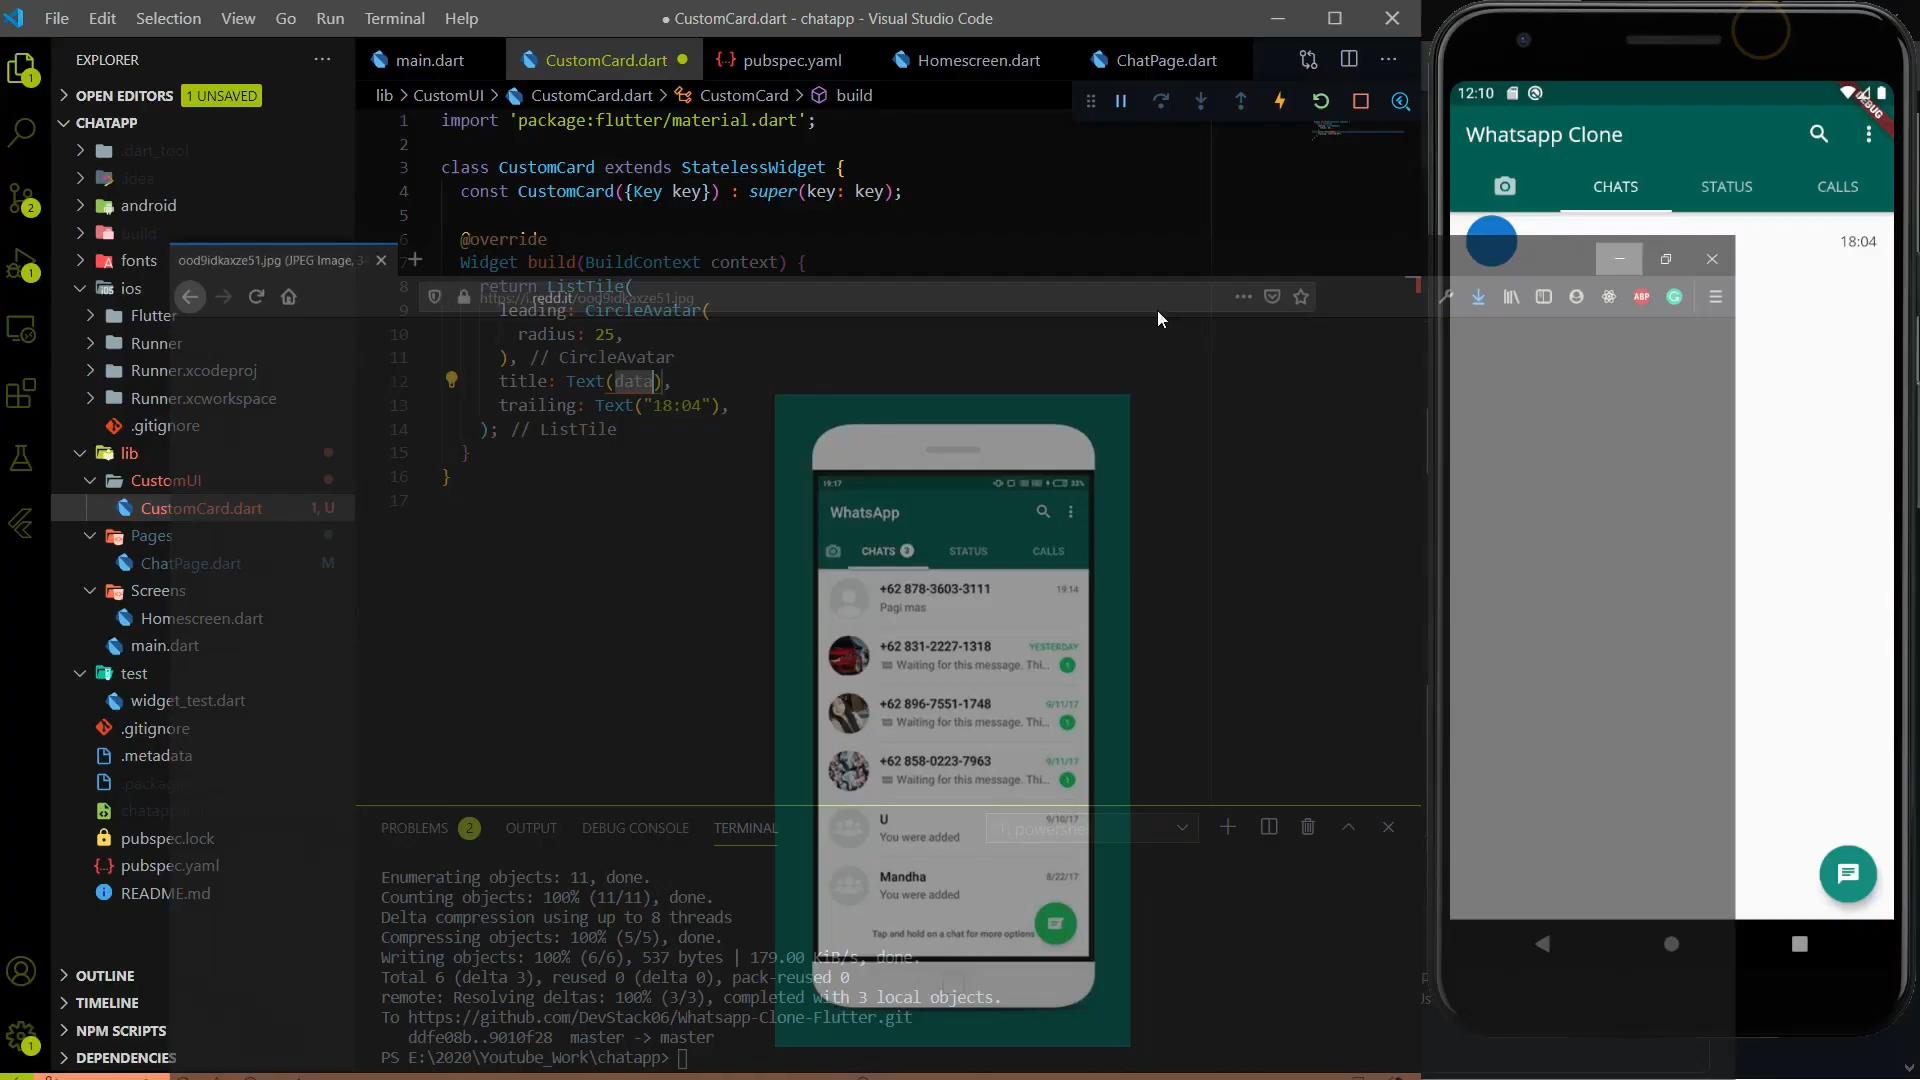 File Edit Selection View Go Run Terminal Help
● CustomCard.dart - chatapp - Visual Studio Code
EXPLORER
OPEN EDITORS 1 UNSAVED
CHATAPP
.dart_tool
.idea
android
build
fonts
ios
Flutter
Runner
Runner.xcodeproj
Runner.xcworkspace
.gitignore
lib
CustomUI
CustomCard.dart 1, U
Pages
ChatPage.dart M
Screens
Homescreen.dart
main.dart
test
widget_test.dart
.gitignore
.metadata
pubspec.lock
pubspec.yaml
README.md
OUTLINE
TIMELINE
NPM SCRIPTS
DEPENDENCIES
1
2
1
1
main.dart CustomCard.dart pubspec.yaml Homescreen.dart ChatPage.dart
lib > CustomUI > CustomCard.dart > CustomCard > build
1 import 'package:flutter/material.dart';
2
3 class CustomCard extends StatelessWidget {
4 const CustomCard({Key key}) : super(key: key);
5
6 @override
7 Widget build(BuildContext context) {
8 return ListTile(
9 leading: CircleAvatar(
10 radius: 25,
11 ), // CircleAvatar
12 title: Text(data),
13 trailing: Text("18:04"),
14 ); // ListTile
15 }
16 }
17
ood9idkaxze51.jpg (JPEG Image, 3
https://i.redd.it/ood9idkaxze51.jpg
ABP
19:17 33%
WhatsApp
CHATS 3 STATUS CALLS
+62 878-3603-3111 19:14
Pagi mas
+62 831-2227-1318 YESTERDAY
Waiting for this message. Thi... 1
+62 896-7551-1748 9/11/17
Waiting for this message. Thi... 1
+62 858-0223-7963 9/11/17
Waiting for this message. Thi... 1
U 9/10/17
You were added
Mandha 8/22/17
You were added
Tap and hold on a chat for more options
PROBLEMS 2 OUTPUT DEBUG CONSOLE TERMINAL
Enumerating objects: 11, done.
Counting objects: 100% (11/11), done.
Delta compression using up to 8 threads
Compressing objects: 100% (5/5), done.
Writing objects: 100% (6/6), 537 bytes | 179.00 KiB/s, done.
Total 6 (delta 3), reused 0 (delta 0), pack-reused 0
remote: Resolving deltas: 100% (3/3), completed with 3 local objects.
To https://github.com/DevStack06/Whatsapp-Clone-Flutter.git
ddfe08b..9010f28 master -> master
PS E:\2020\Youtube_Work\chatapp>
12:10
DEBUG
Whatsapp Clone
CHATS STATUS CALLS
18:04